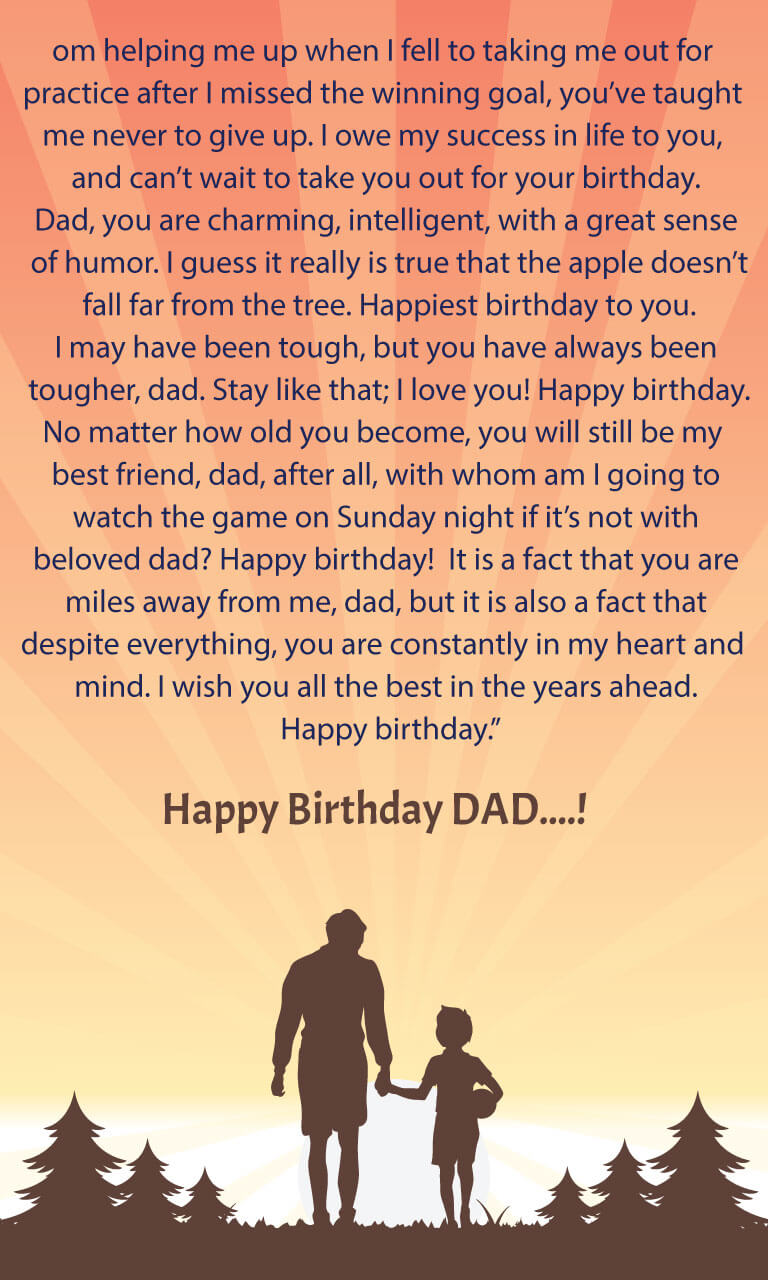 om helping me up when I fell to taking me out for
practice after I missed the winning goal, you’ve taught
me never to give up. I owe my success in life to you,
and can’t wait to take you out for your birthday.
Dad, you are charming, intelligent, with a great sense
of humor. I guess it really is true that the apple doesn’t
fall far from the tree. Happiest birthday to you.
I may have been tough, but you have always been
tougher, dad. Stay like that; I love you! Happy birthday.
No matter how old you become, you will still be my
best friend, dad, after all, with whom am I going to
watch the game on Sunday night if it’s not with
beloved dad? Happy birthday!  It is a fact that you are
miles away from me, dad, but it is also a fact that
despite everything, you are constantly in my heart and
mind. I wish you all the best in the years ahead.
Happy birthday.”
Happy Birthday DAD....!